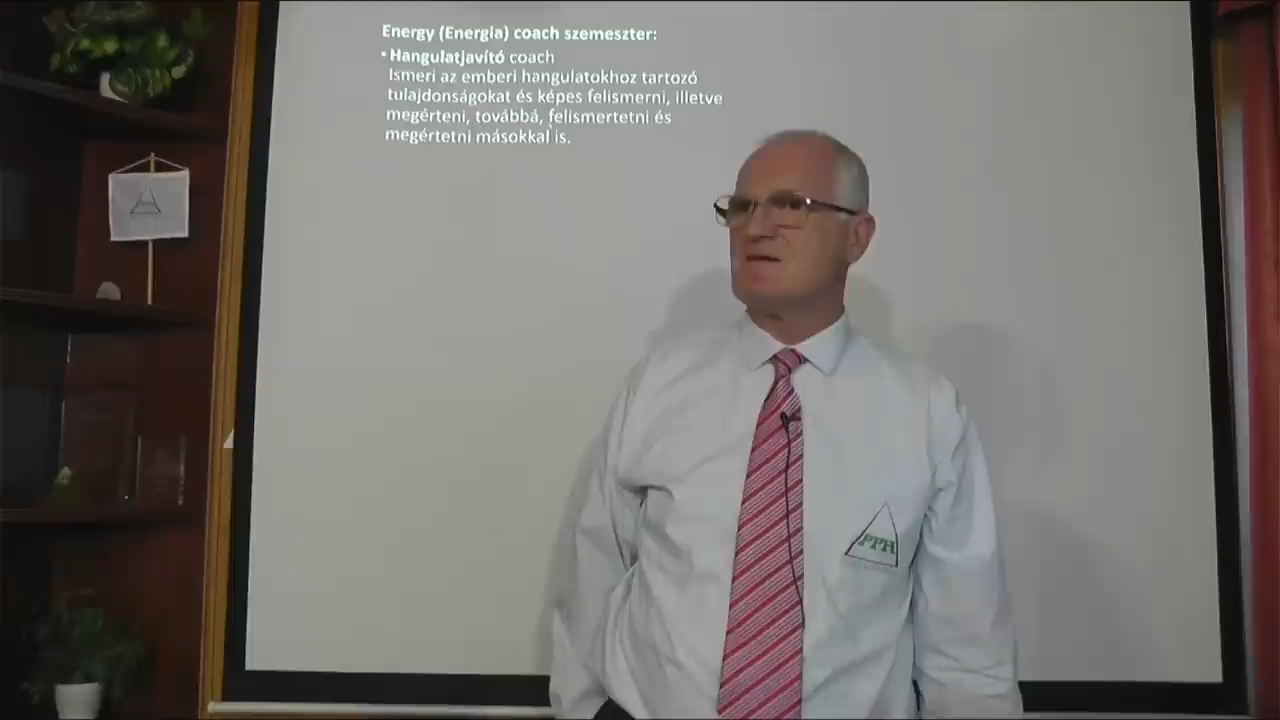 Energy (Energia) coach szemeszter:
• Hangulatjavító coach
Ismeri az emberi hangulatokhoz tartozó
tulajdonságokat és képes felismerni, illetve
megérteni, továbbá, felismertetni és
megértetni másokkal is.
PPH